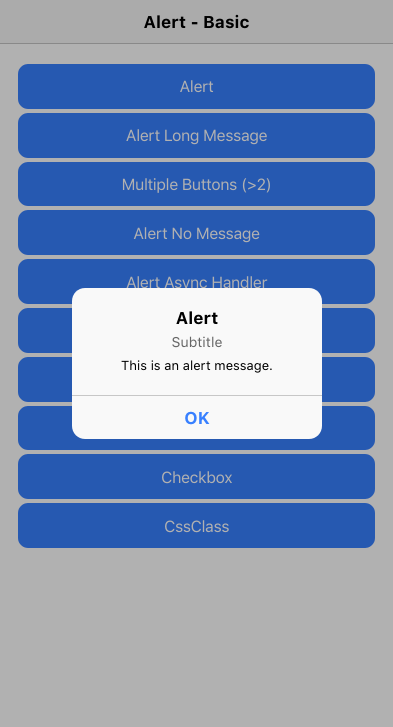 Alert - Basic
Alert
Alert Long Message
Multiple Buttons (>2)
Alert No Message
Alert Async Handler
Alert
Subtitle
This is an alert message.
OK
Checkbox
CssClass